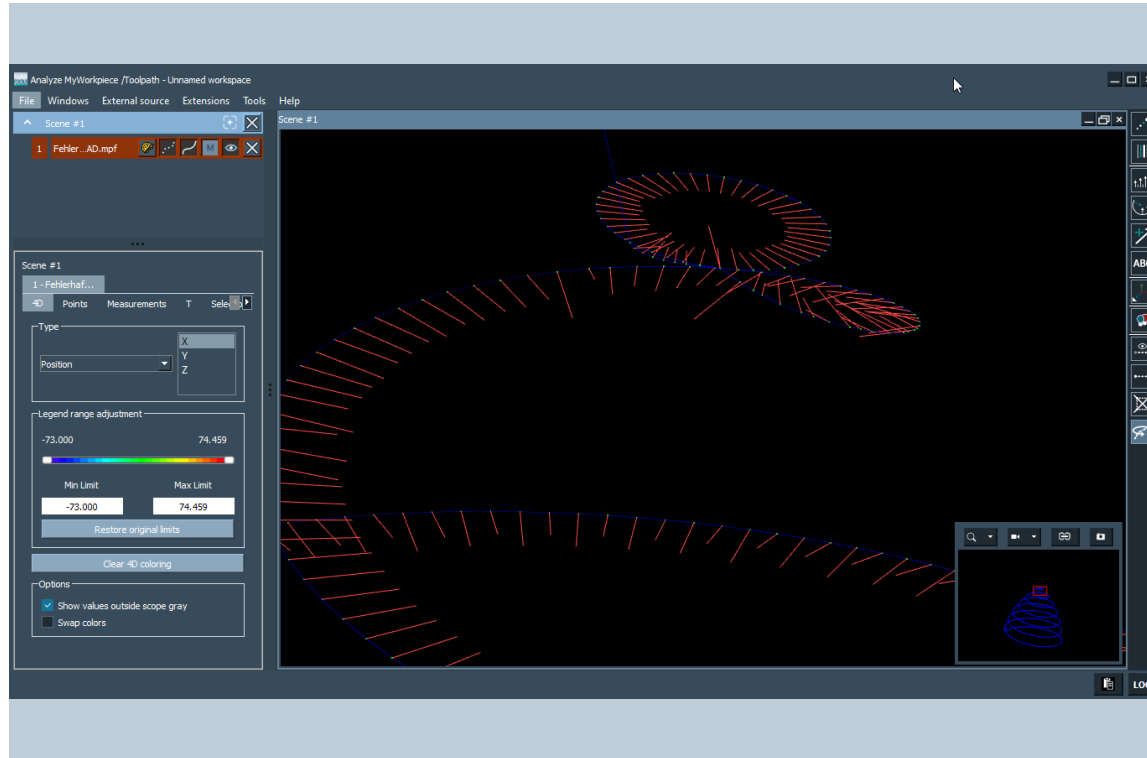 Analyze MyWorkpiece /Toolpath - Unnamed workspace
File Windows External source Extensions Tools Help
Scene #1
1 Fehler...AD.mpf M
Scene #1
Scene #1
1 - Fehlerhaf...
4D Points Measurements T
Type
Position
X
Y
Z
Legend range adjustment
-73.000 74.459
Min Limit Max Limit
-73.000 74.459
Restore original limits
Clear 4D coloring
Options
Show values outside scope gray
Swap colors